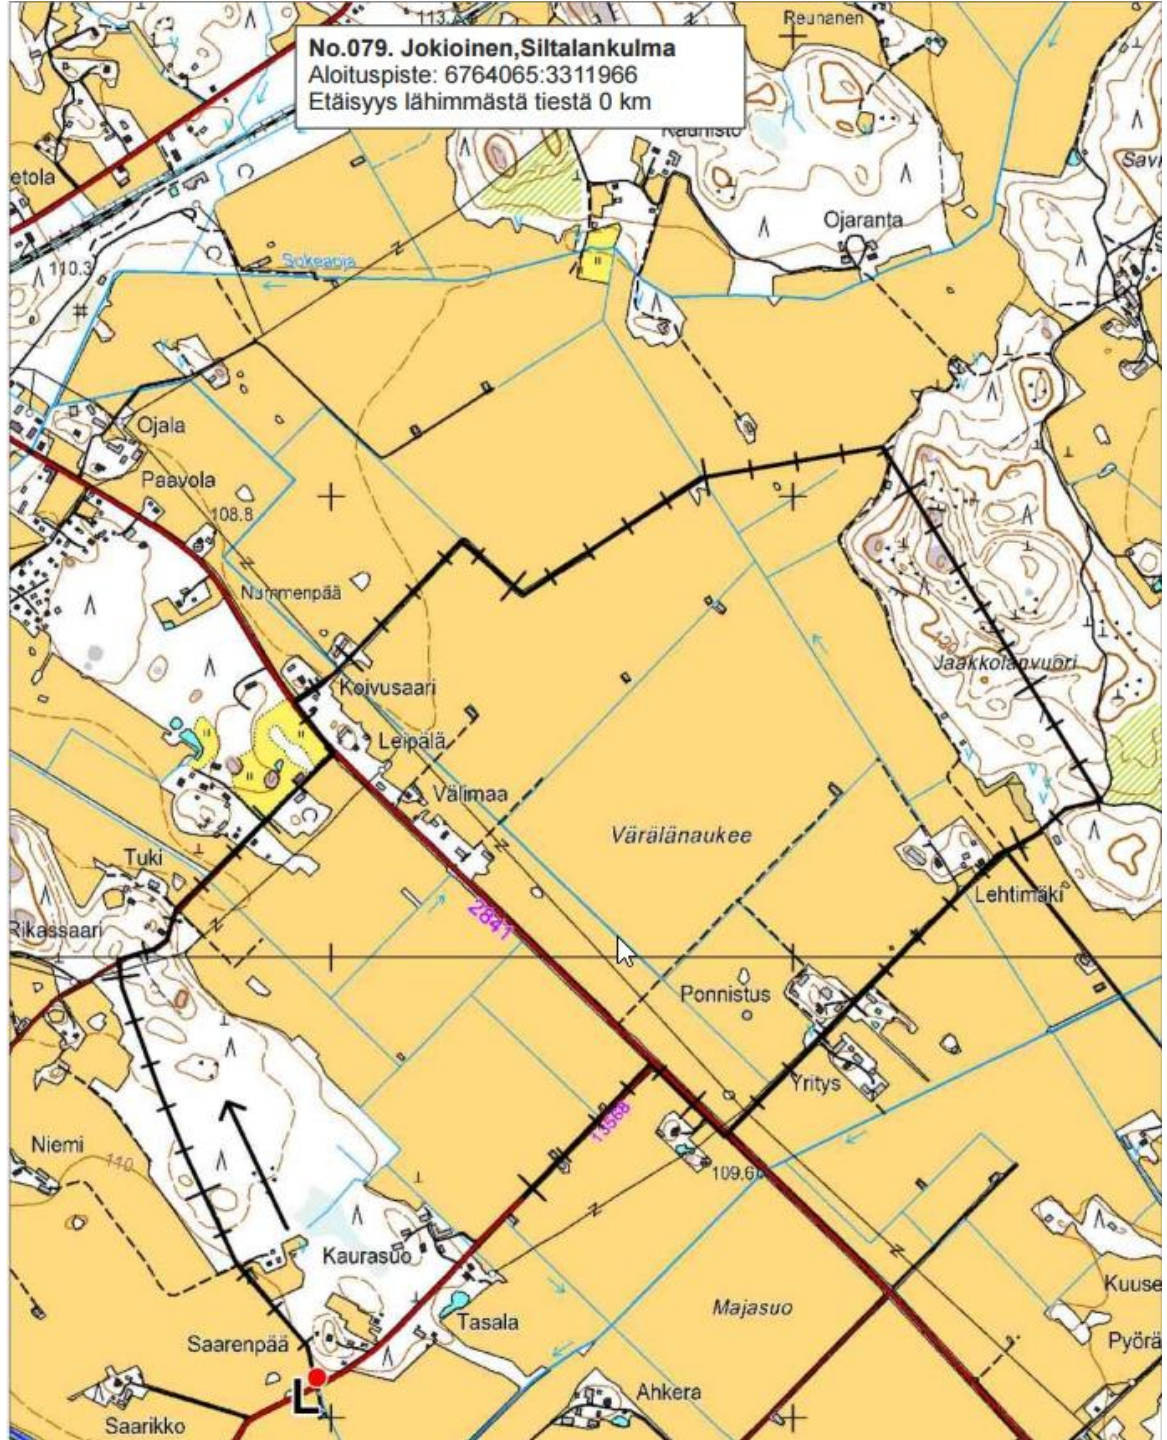 Reunanen
No.079. Jokioinen,Siltalankulma
Aloituspiste: 6764065:3311966
Etäisyys lähimmästä tiestä 0 km
Kaunisto
etola
Ojaranta
110.3
Sokeaoja
Ojala
Paavola
108.8
Nummenpää
Jaakkolanvuori
Koivusaari
Leipälä
Välimaa
Värälänaukee
Tuki
Lehtimäki
Rikassaari
2841
Ponnistus
Yritys
13568
Niemi
110
109.6
Kaurasuo
Kuuse
Majasuo
Tasala
Saarenpää
Pyörä
L
Ahkera
Saarikko